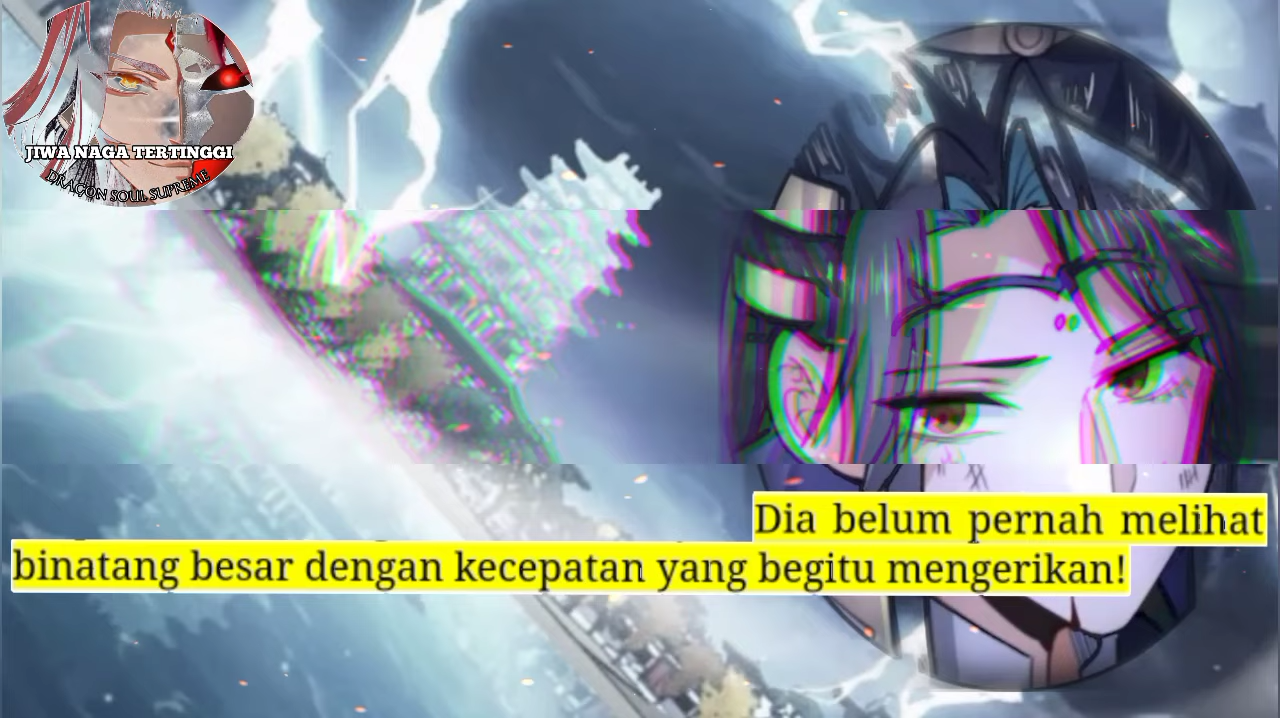 JIWA NAGA TERTINGGI
DRAGON SOUL SUPREME
Dia belum pernah melihat
binatang besar dengan kecepatan yang begitu mengerikan!